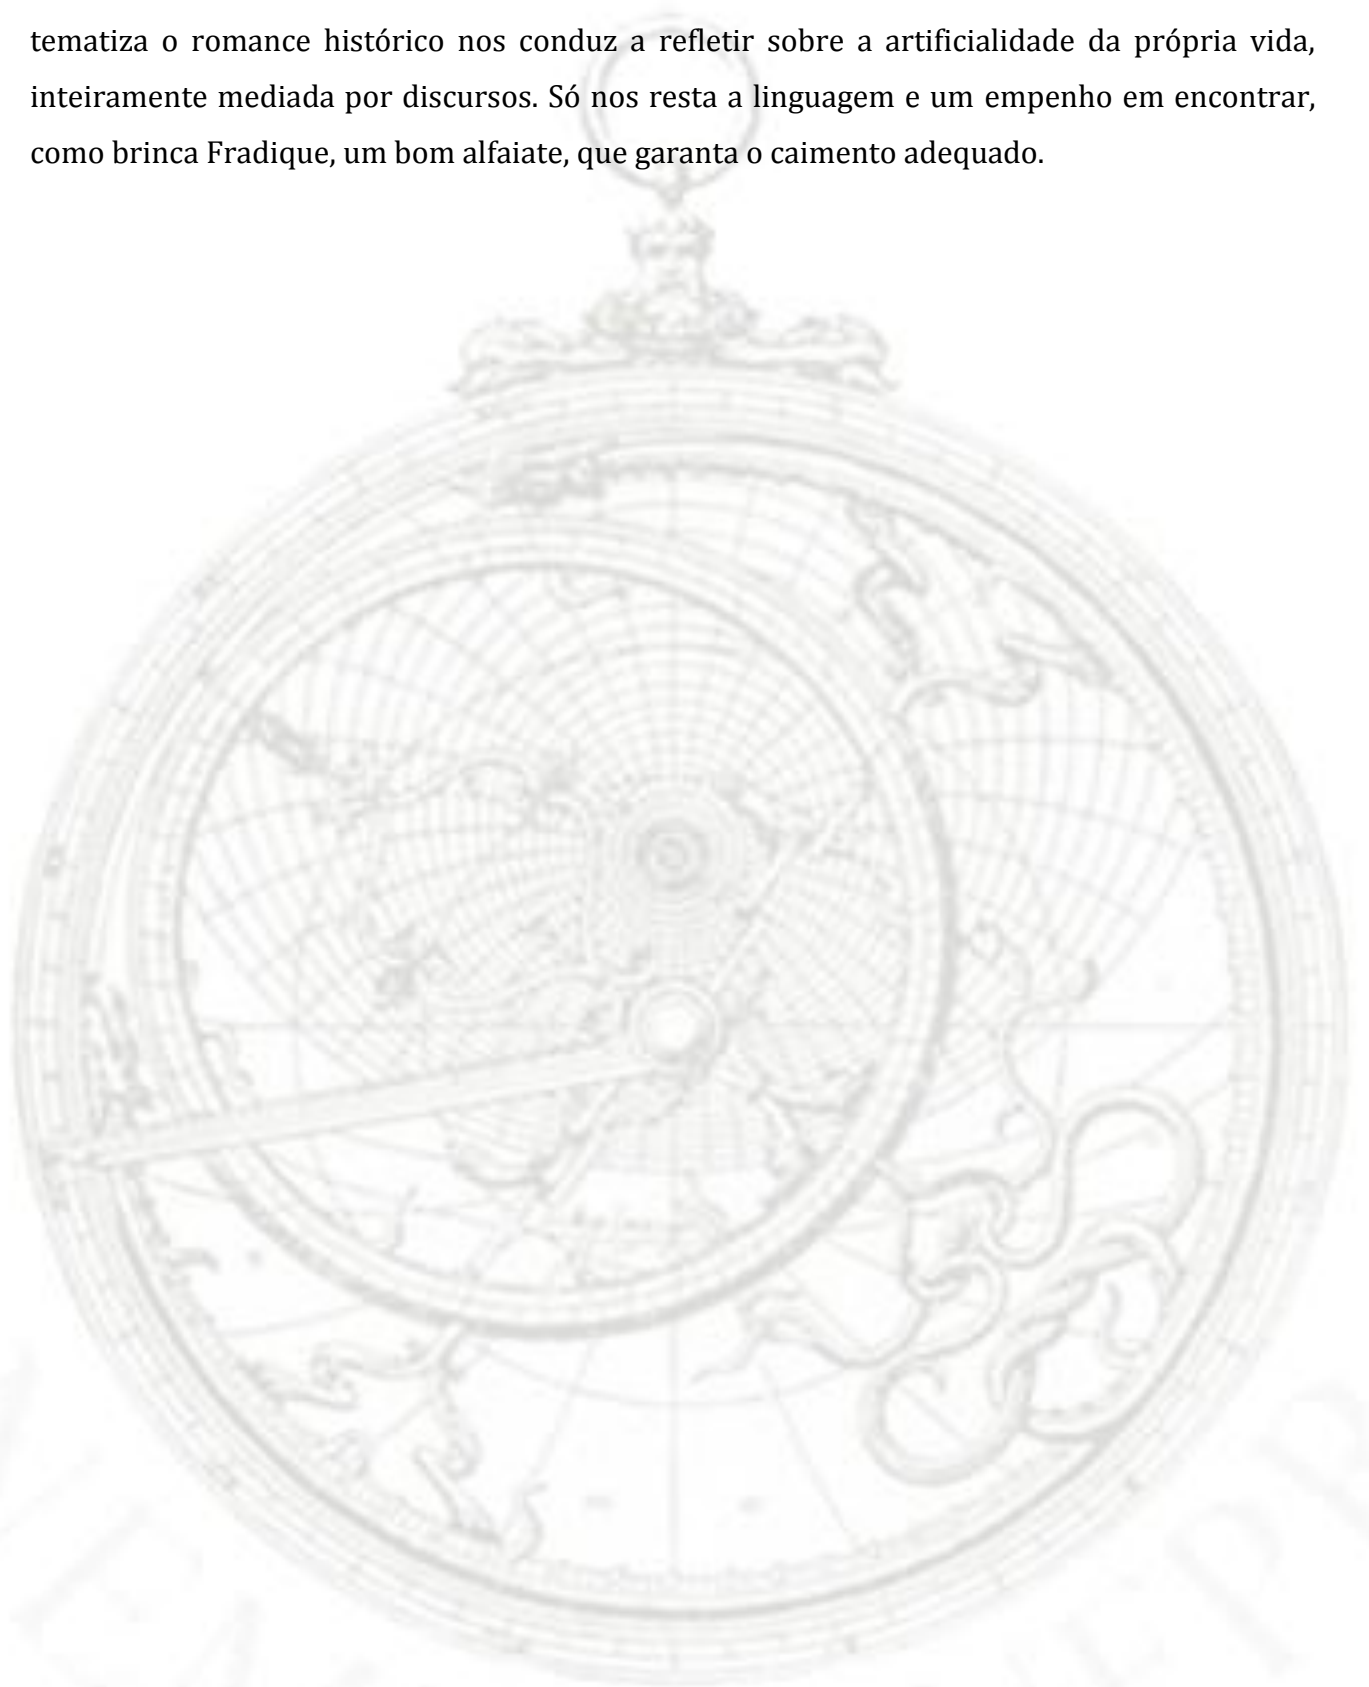 tematiza o romance histórico nos conduz a refletir sobre a artificialidade da própria vida,
inteiramente mediada por discursos. Só nos resta a linguagem e um empenho em encontrar,
como brinca Fradique, um bom alfaiate, que garanta o caimento adequado.